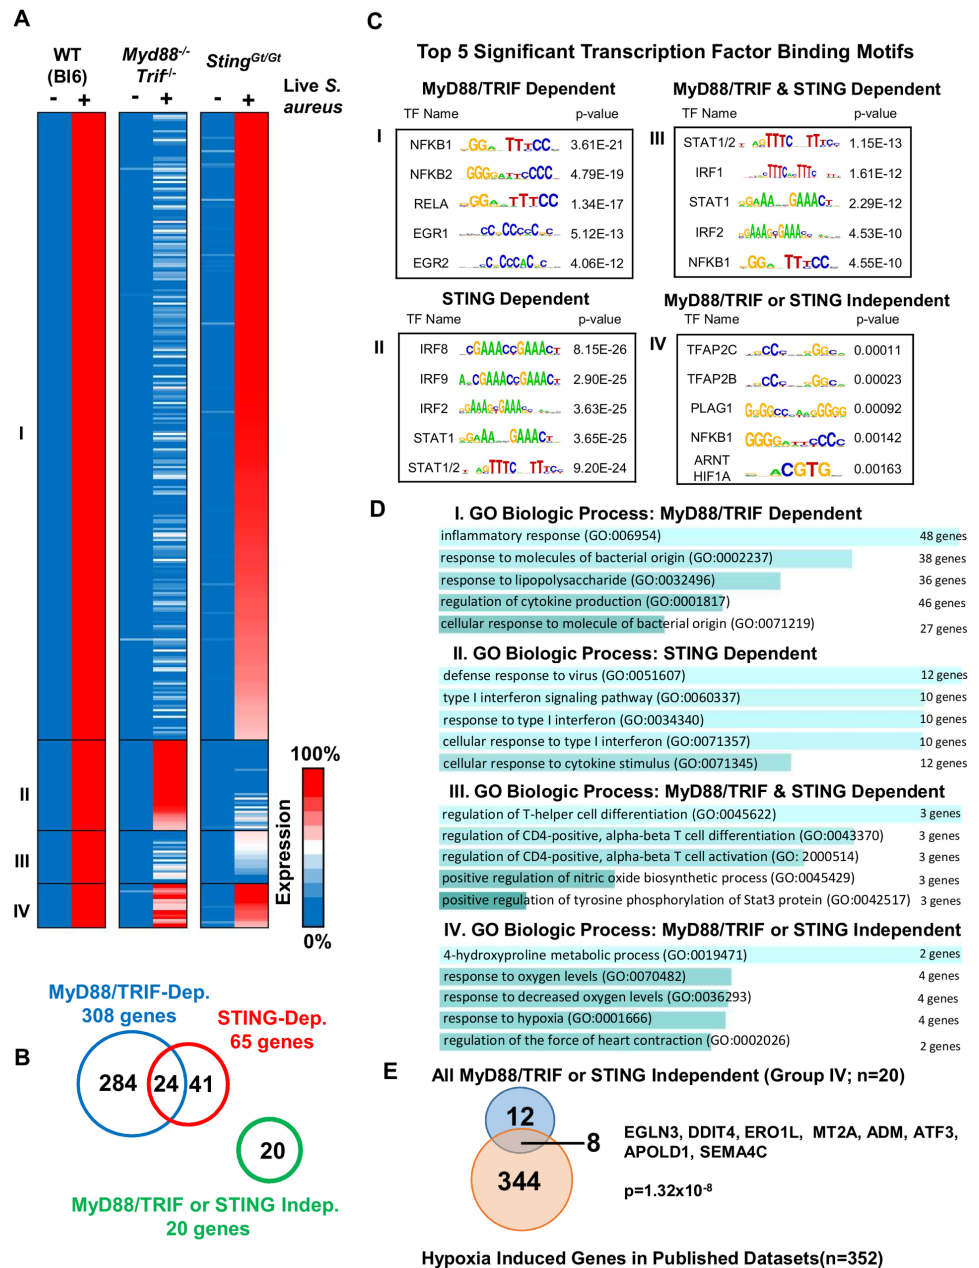 A
WT
(Bl6)
Myd88-/-
Trif-/-
StingGt/Gt
Live S.
aureus
- + - + - +
I
II
III
IV
100%
Expression
0%
B
MyD88/TRIF-Dep.
308 genes
STING-Dep.
65 genes
284 24 41
20
MyD88/TRIF or STING Indep.
20 genes
C
Top 5 Significant Transcription Factor Binding Motifs
MyD88/TRIF Dependent
TF Name p-value
I
NFKB1 3.61E-21
NFKB2 4.79E-19
RELA 1.34E-17
EGR1 5.12E-13
EGR2 4.06E-12
MyD88/TRIF & STING Dependent
TF Name p-value
III
STAT1/2 1.15E-13
IRF1 1.61E-12
STAT1 2.29E-12
IRF2 4.53E-10
NFKB1 4.55E-10
STING Dependent
TF Name p-value
II
IRF8 8.15E-26
IRF9 2.90E-25
IRF2 3.63E-25
STAT1 3.65E-25
STAT1/2 9.20E-24
MyD88/TRIF or STING Independent
TF Name p-value
IV
TFAP2C 0.00011
TFAP2B 0.00023
PLAG1 0.00092
NFKB1 0.00142
ARNT
HIF1A 0.00163
D
I. GO Biologic Process: MyD88/TRIF Dependent
inflammatory response (GO:006954) 48 genes
response to molecules of bacterial origin (GO:0002237) 38 genes
response to lipopolysaccharide (GO:0032496) 36 genes
regulation of cytokine production (GO:0001817) 46 genes
cellular response to molecule of bacterial origin (GO:0071219) 27 genes
II. GO Biologic Process: STING Dependent
defense response to virus (GO:0051607) 12 genes
type I interferon signaling pathway (GO:0060337) 10 genes
response to type I interferon (GO:0034340) 10 genes
cellular response to type I interferon (GO:0071357) 10 genes
cellular response to cytokine stimulus (GO:0071345) 12 genes
III. GO Biologic Process: MyD88/TRIF & STING Dependent
regulation of T-helper cell differentiation (GO:0045622) 3 genes
regulation of CD4-positive, alpha-beta T cell differentiation (GO:0043370) 3 genes
regulation of CD4-positive, alpha-beta T cell activation (GO: 2000514) 3 genes
positive regulation of nitric oxide biosynthetic process (GO:0045429) 3 genes
positive regulation of tyrosine phosphorylation of Stat3 protein (GO:0042517) 3 genes
IV. GO Biologic Process: MyD88/TRIF or STING Independent
4-hydroxyproline metabolic process (GO:0019471) 2 genes
response to oxygen levels (GO:0070482) 4 genes
response to decreased oxygen levels (GO:0036293) 4 genes
response to hypoxia (GO:0001666) 4 genes
regulation of the force of heart contraction (GO:0002026) 2 genes
E
All MyD88/TRIF or STING Independent (Group IV; n=20)
12
8
344
EGLN3, DDIT4, ERO1L, MT2A, ADM, ATF3,
APOLD1, SEMA4C
p=1.32x10-8
Hypoxia Induced Genes in Published Datasets(n=352)